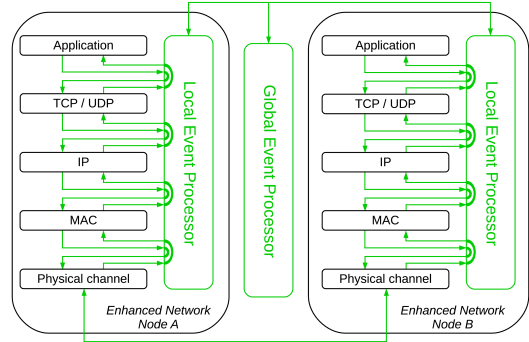 Application
TCP / UDP
IP
MAC
Physical channel
Local Event Processor
Enhanced Network
Node A
Global Event Processor
Application
TCP / UDP
IP
MAC
Physical channel
Local Event Processor
Enhanced Network
Node B